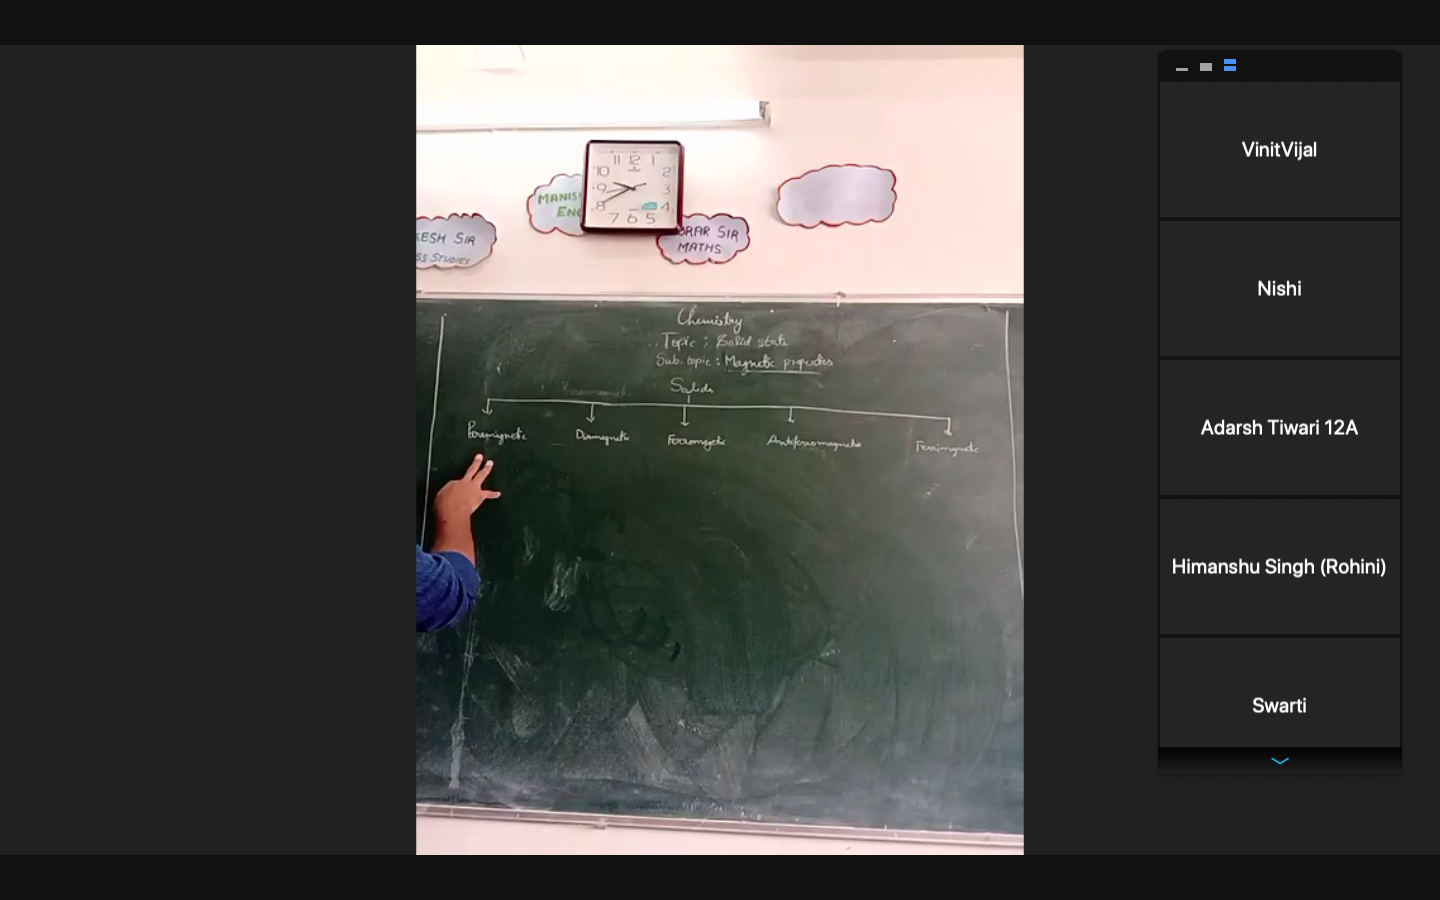 11 12 1
10 2
9 3
8 4
7 6 5
MANIS
ENG
ESH SIR
SS STUDIES
RAR SIR
MATHS
Chemistry
Topic : Solid state
Sub. topic : Magnetic properties
Solids
Paramagnetic Diamagnetic Ferromagnetic Antiferromagnetic Ferrimagnetic
VinitVijal
Nishi
Adarsh Tiwari 12A
Himanshu Singh (Rohini)
Swarti